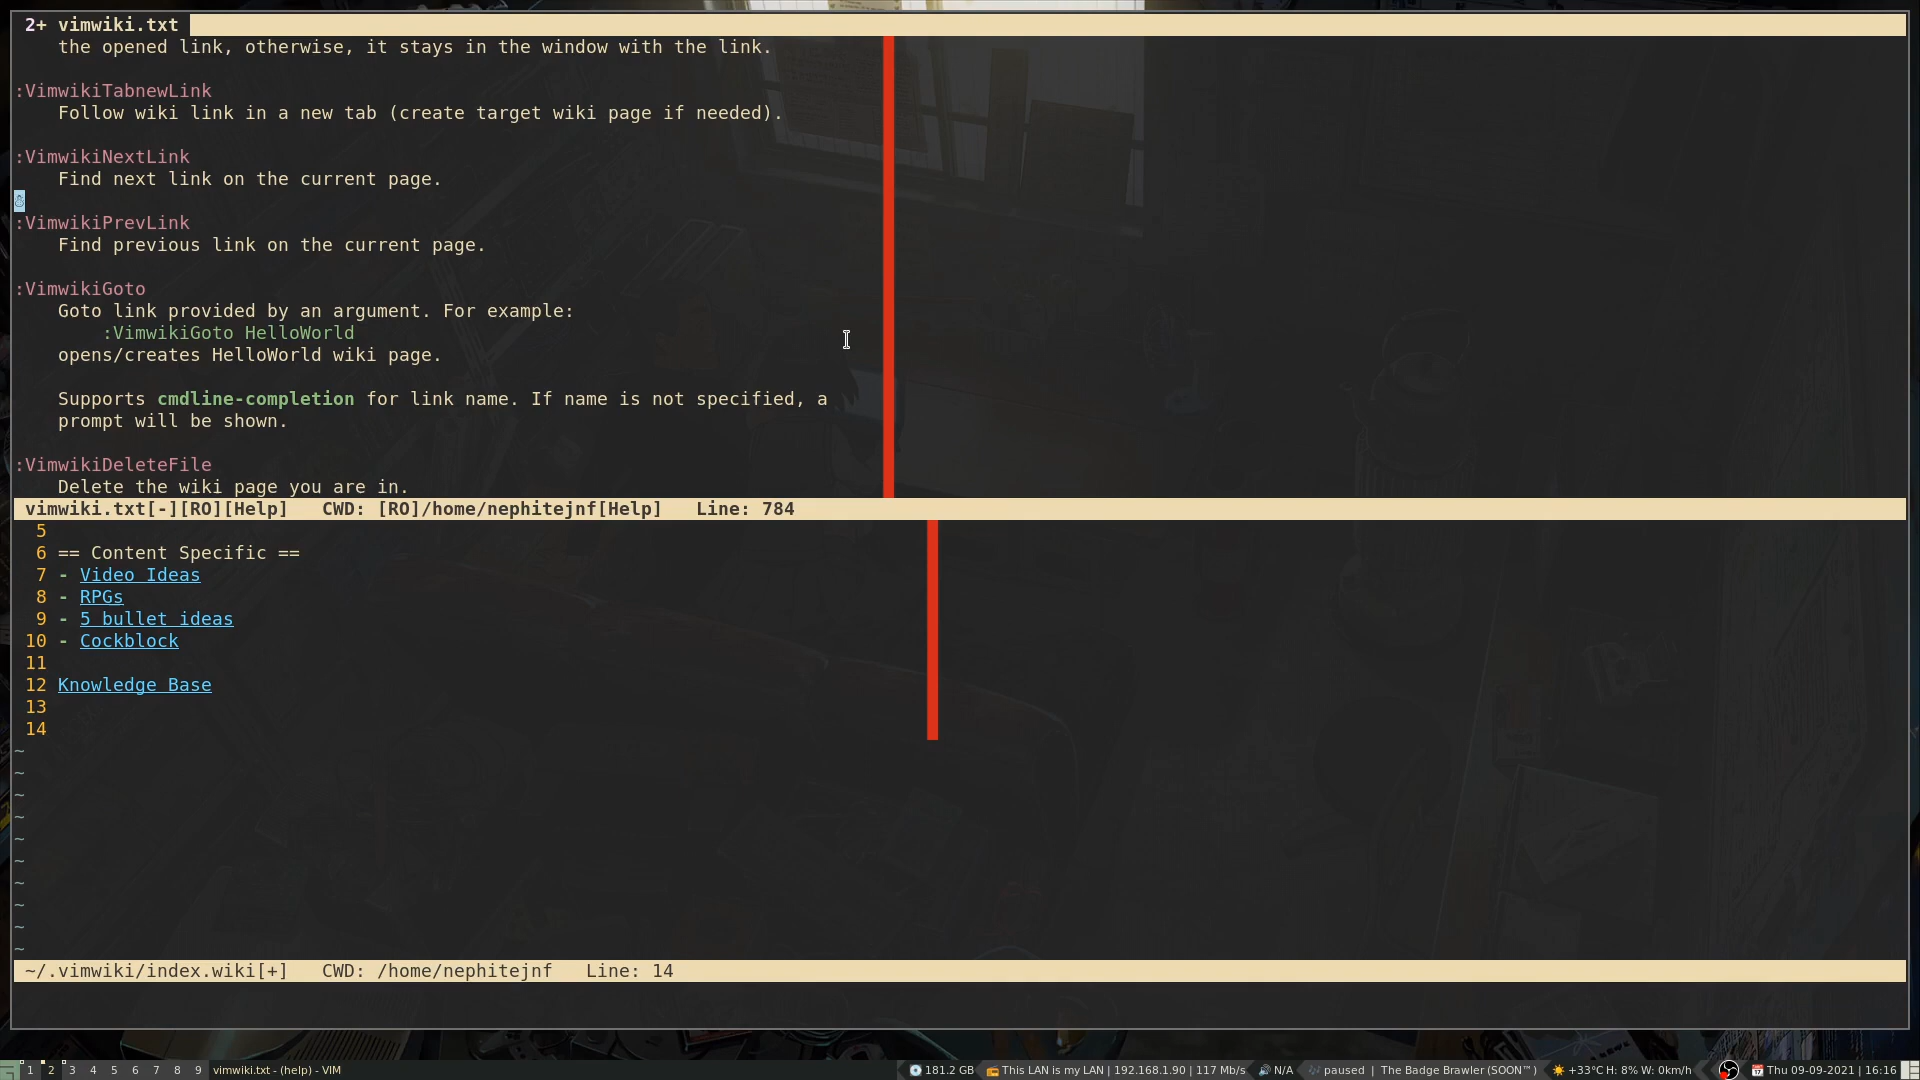 2+ vimwiki.txt
the opened link, otherwise, it stays in the window with the link.
:VimwikiTabnewLink
Follow wiki link in a new tab (create target wiki page if needed).
:VimwikiNextLink
Find next link on the current page.
:VimwikiPrevLink
Find previous link on the current page.
:VimwikiGoto
Goto link provided by an argument. For example:
:VimwikiGoto HelloWorld
opens/creates HelloWorld wiki page.
Supports cmdline-completion for link name. If name is not specified, a
prompt will be shown.
:VimwikiDeleteFile
Delete the wiki page you are in.
vimwiki.txt[-][RO][Help] CWD: [RO]/home/nephitejnf[Help] Line: 784
5
6 == Content Specific ==
7 - Video Ideas
8 - RPGs
9 - 5 bullet ideas
10 - Cockblock
11
12 Knowledge Base
13
14
~
~
~
~
~
~
~
~
~
~
~/.vimwiki/index.wiki[+] CWD: /home/nephitejnf Line: 14
1 2 3 4 5 6 7 8 9 vimwiki.txt - (help) - VIM 181.2 GB This LAN is my LAN | 192.168.1.90 | 117 Mb/s N/A paused | The Badge Brawler (SOON™) +33°C H: 8% W: 0km/h Thu 09-09-2021 | 16:16